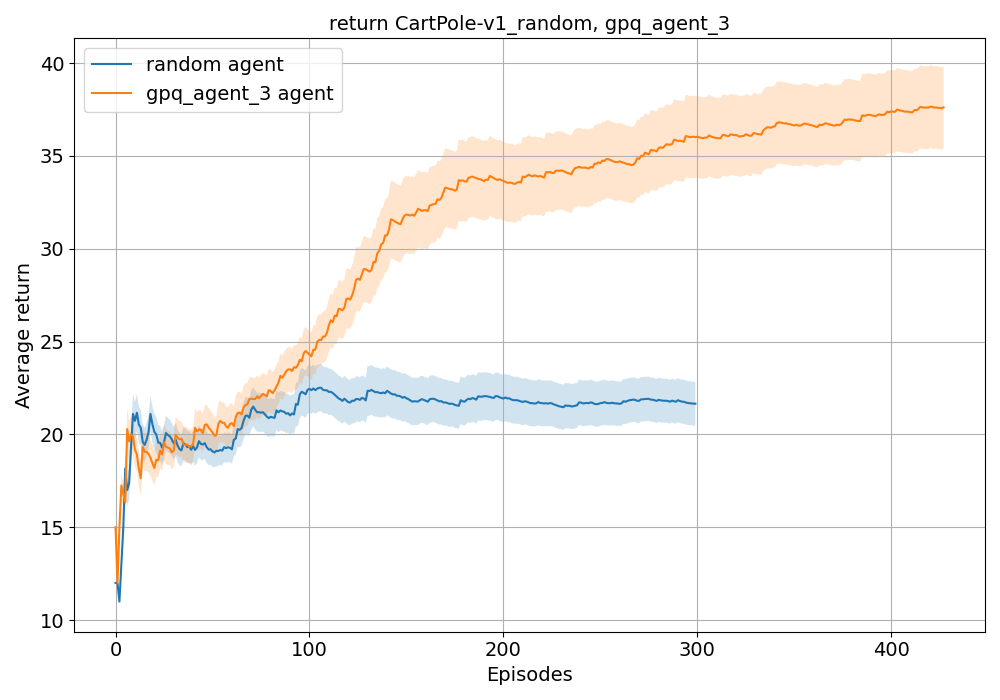 return CartPole-v1_random, gpq_agent_3
random agent
gpq_agent_3 agent
Average return
40
35
30
25
20
15
10
0 100 200 300 400
Episodes